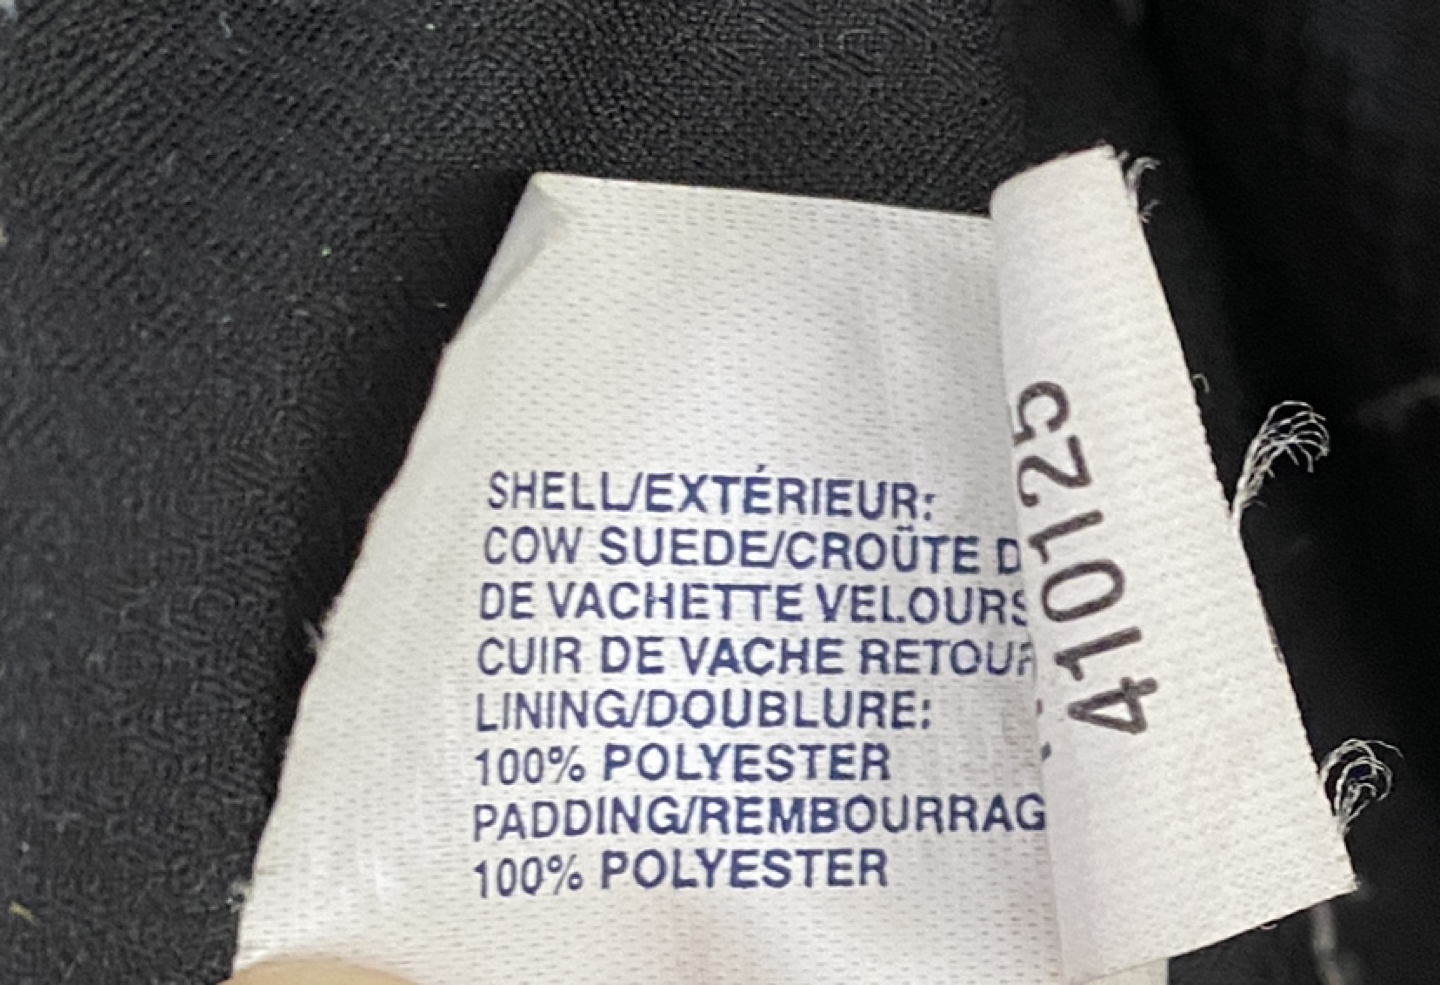 SHELL/EXTÉRIEUR:
COW SUEDE/CROÛTE D
DE VACHETTE VELOURS
CUIR DE VACHE RETOUR
LINING/DOUBLURE:
100% POLYESTER
PADDING/REMBOURRAG
100% POLYESTER
410125